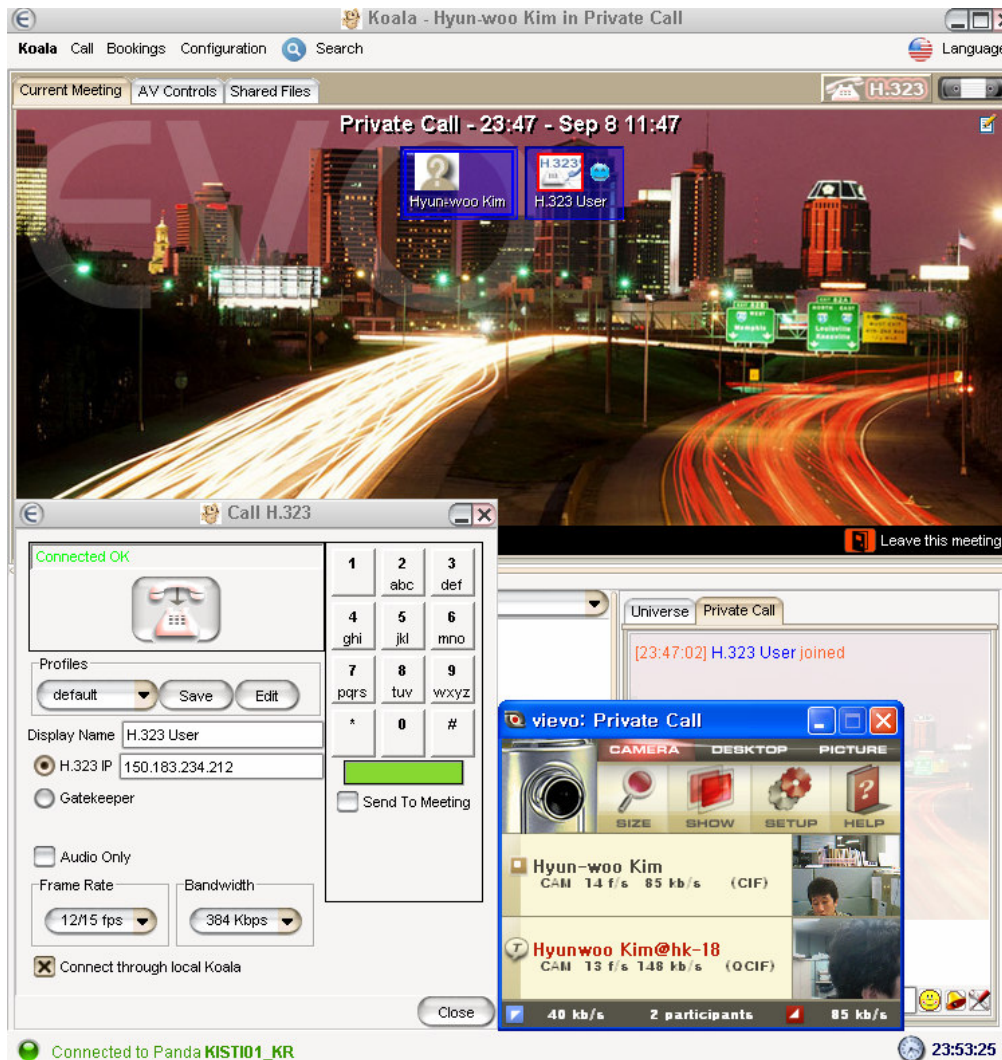 Koala - Hyun-woo Kim in Private Call
Koala Call Bookings Configuration Search Language
Current Meeting AV Controls Shared Files H.323
Private Call - 23:47 - Sep 8 11:47
EVO
Hyun-woo Kim
H.323
H.323 User
Memphis
Louisville
Knoxville
Leave this meeting
Call H.323
Connected OK
1 2 abc 3 def
4 ghi 5 jkl 6 mno
7 pqrs 8 tuv 9 wxyz
* 0 #
Send To Meeting
Profiles
default Save Edit
Display Name H.323 User
H.323 IP 150.183.234.212
Gatekeeper
Audio Only
Frame Rate Bandwidth
12/15 fps 384 Kbps
Connect through local Koala
Close
Universe Private Call
[23:47:02] H.323 User joined
vievo: Private Call
CAMERA DESKTOP PICTURE
SIZE SHOW SETUP HELP
Hyun-woo Kim
CAM 14 f/s 85 kb/s (CIF)
Hyunwoo Kim@hk-18
CAM 13 f/s 148 kb/s (QCIF)
40 kb/s 2 participants 85 kb/s
Connected to Panda KISTI01_KR
23:53:25